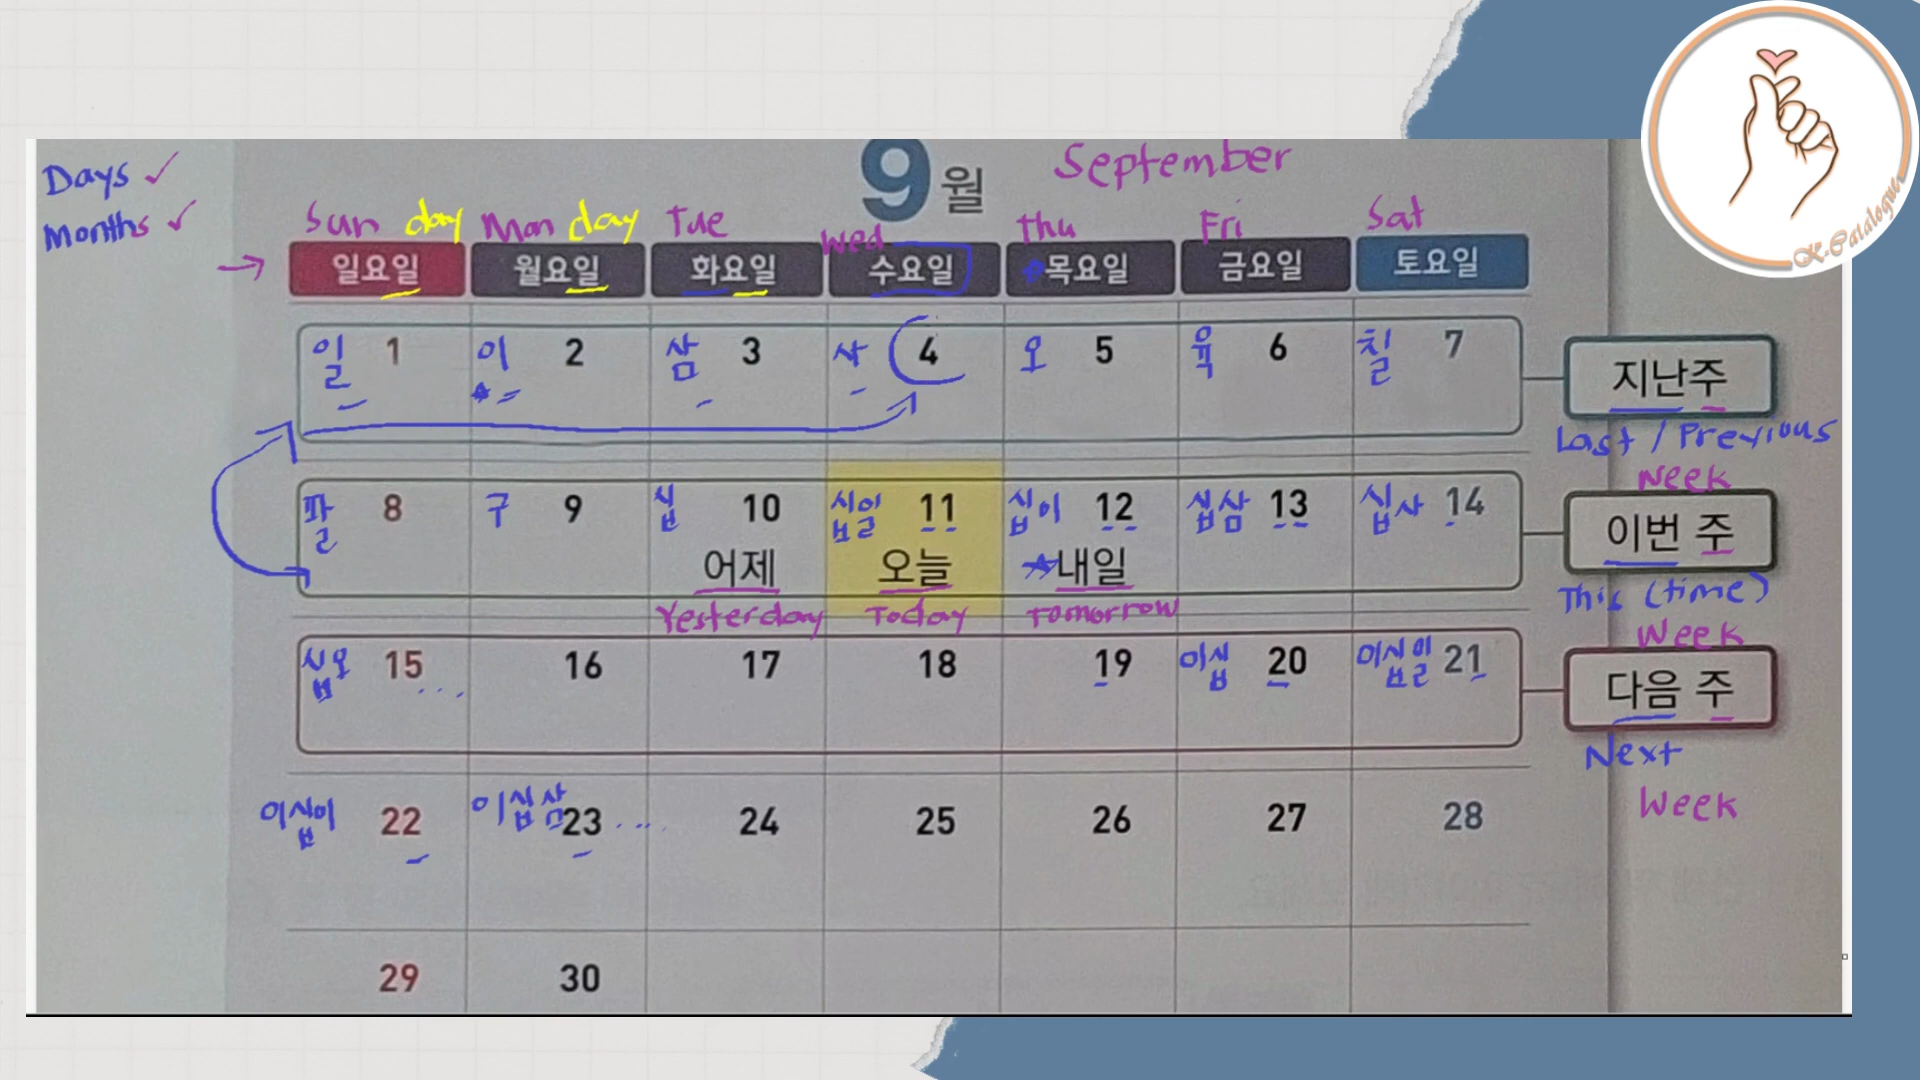 Days ✓
Months ✓
9월 September
Sunday Monday Tue Wed Thu Fri Sat
일요일 월요일 화요일 수요일 목요일 금요일 토요일
일 1 이 2 삼 3 사 4 오 5 육 6 칠 7
지난주
Last / Previous
Week
팔 8 구 9 십 10 십일 11 십이 12 십삼 13 십사 14
어제 오늘 내일
Yesterday Today Tomorrow
이번 주
This (time)
Week
십오 15 ... 16 17 18 19 이십 20 이십일 21
다음 주
Next
Week
이십이 22 이십삼 23 ..... 24 25 26 27 28
29 30
K-Catalogue